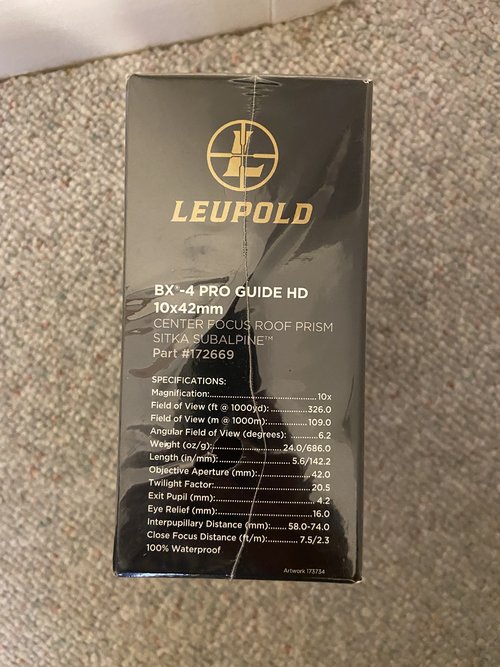 LEUPOLD
BX®-4 PRO GUIDE HD
10x42mm
CENTER FOCUS ROOF PRISM
SITKA SUBALPINE™
Part #172669
SPECIFICATIONS:
Magnification:..........................................10x
Field of View (ft @ 1000yd): ............326.0
Field of View (m @ 1000m):.............109.0
Angular Field of View (degrees): ...........6.2
Weight (oz/g):.........................24.0/686.0
Length (in/mm):...........................5.6/142.2
Objective Aperture (mm):...................42.0
Twilight Factor:..................................20.5
Exit Pupil (mm):....................................4.2
Eye Relief (mm):..................................16.0
Interpupillary Distance (mm):.....58.0-74.0
Close Focus Distance (ft/m):...........7.5/2.3
100% Waterproof
Artwork 173734